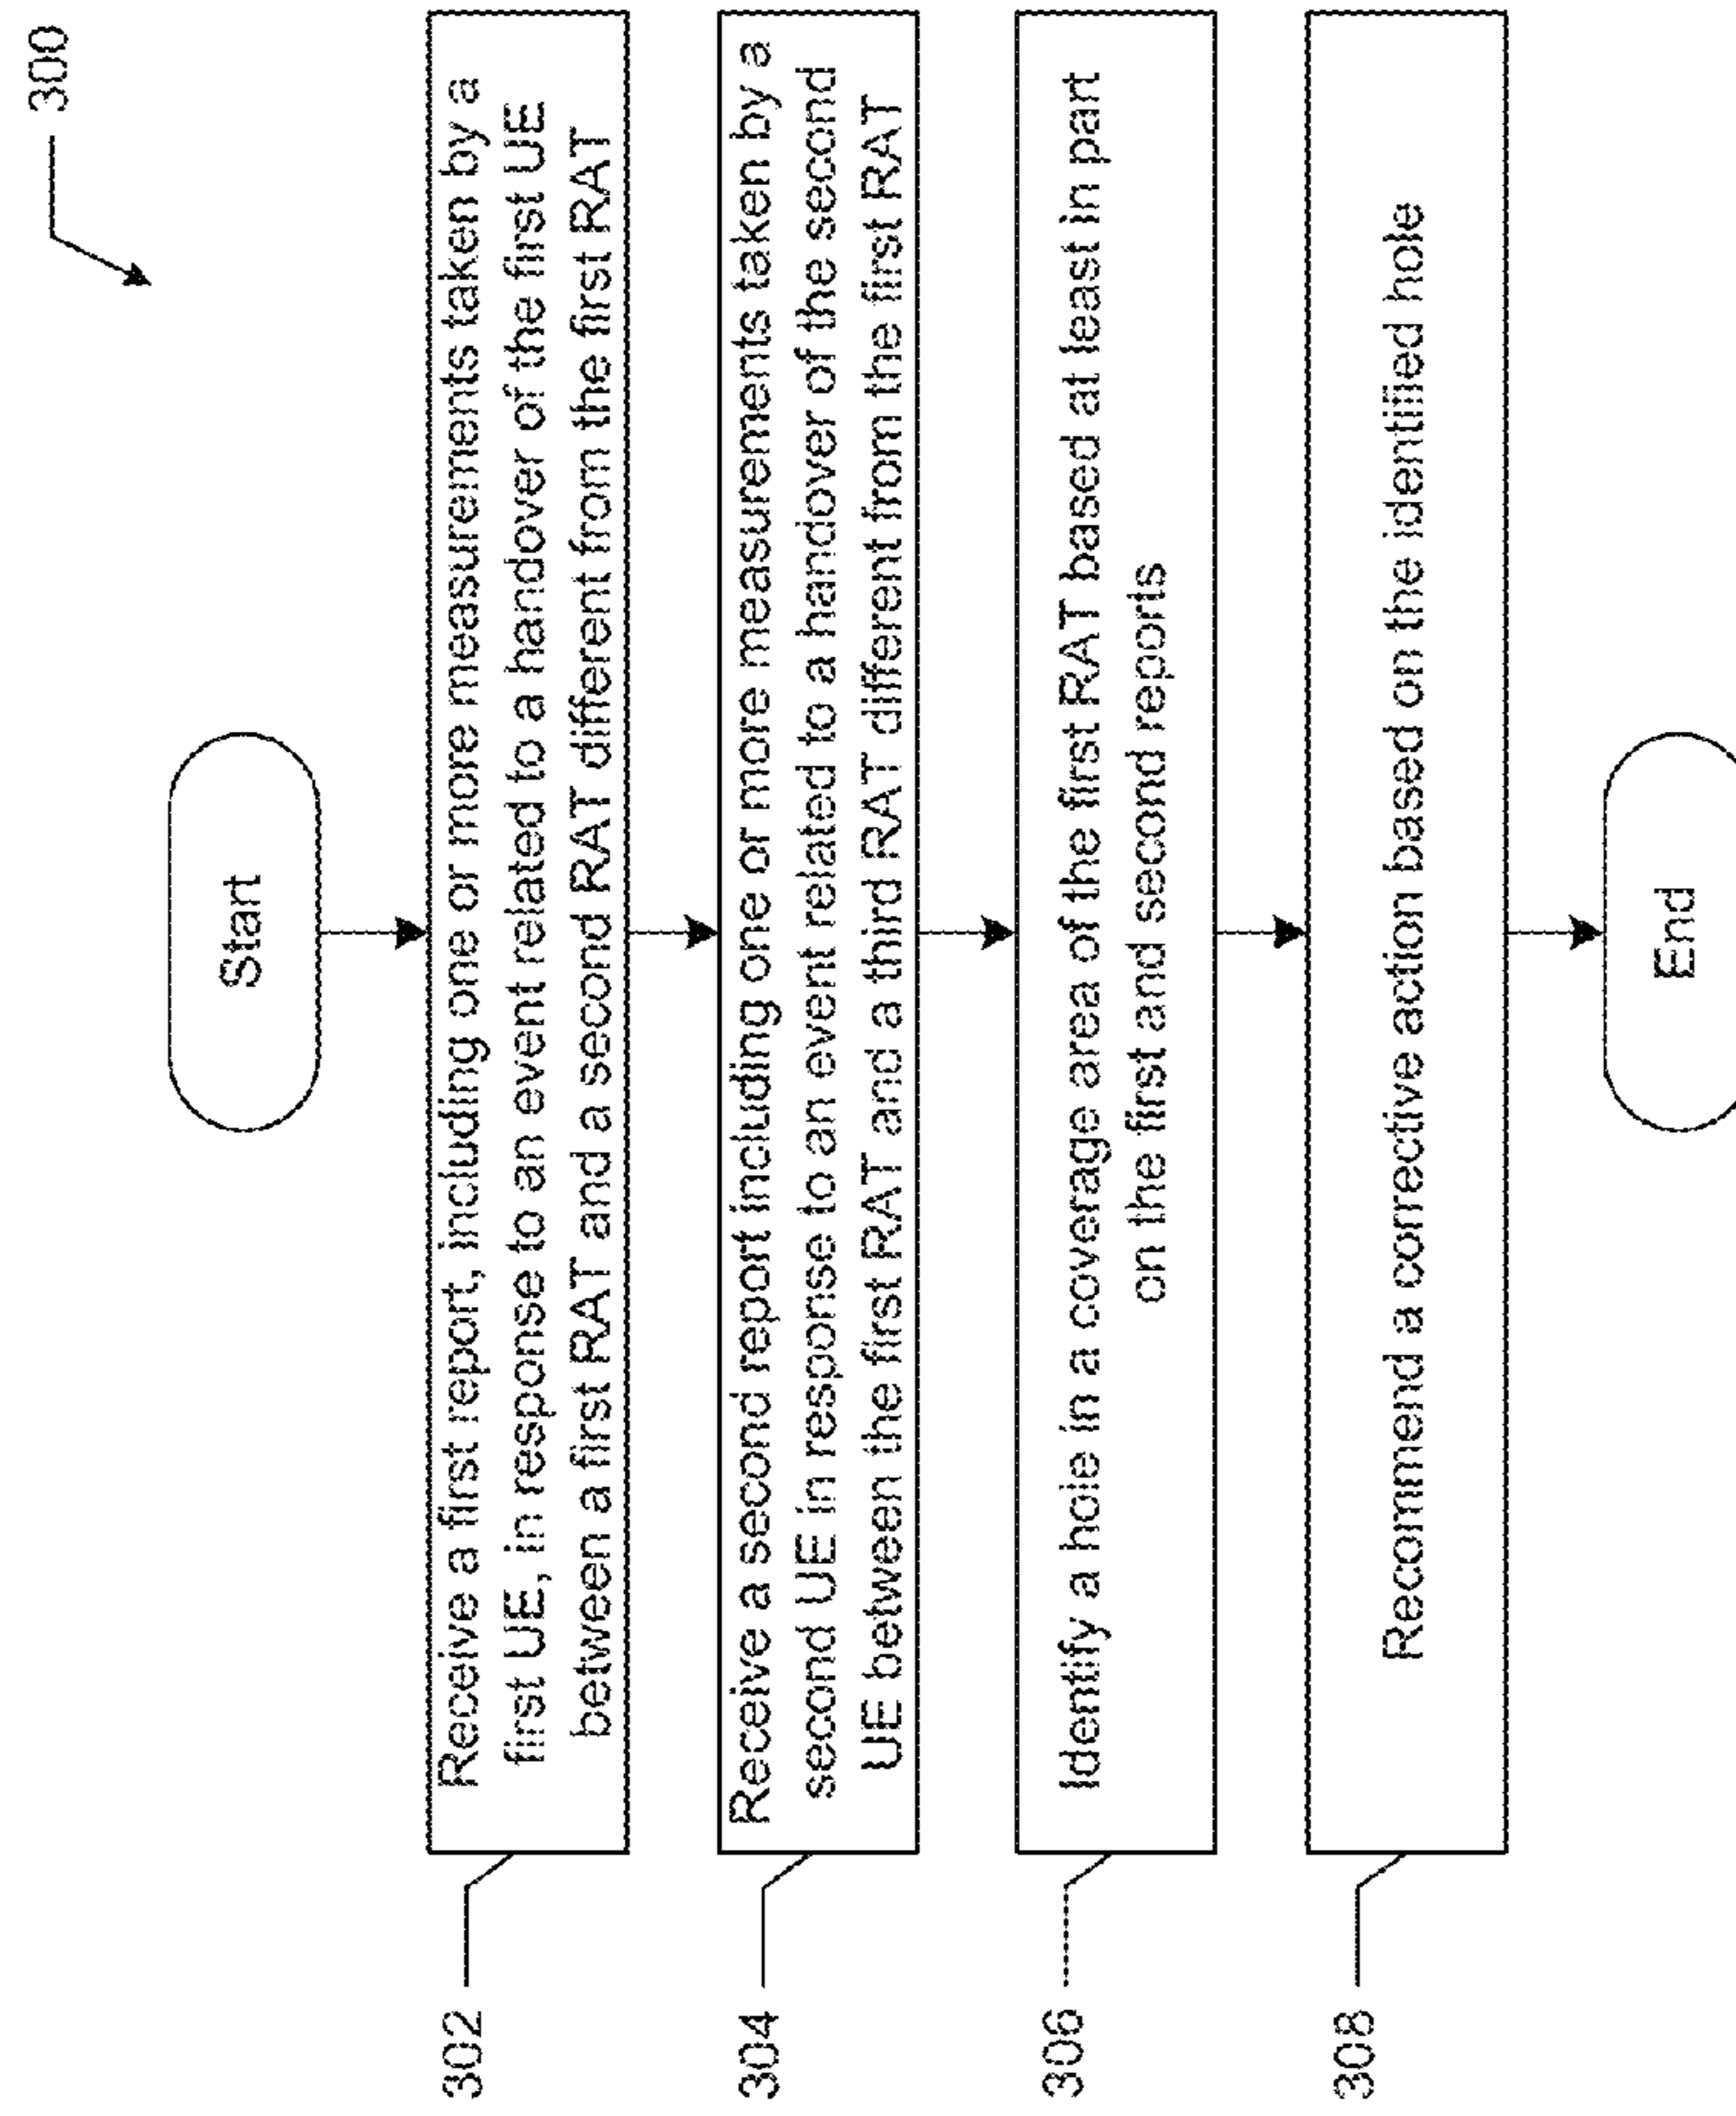 300
Start
302
Receive a first report, including one or more measurements taken by a
first UE, in response to an event related to a handover of the first UE
between a first RAT and a second RAT different from the first RAT
304
Receive a second report including one or more measurements taken by a
second UE in response to an event related to a handover of the second
UE between the first RAT and a third RAT different from the first RAT
306
Identify a hole in a coverage area of the first RAT based at least in part
on the first and second reports
308
Recommend a corrective action based on the identified hole
End